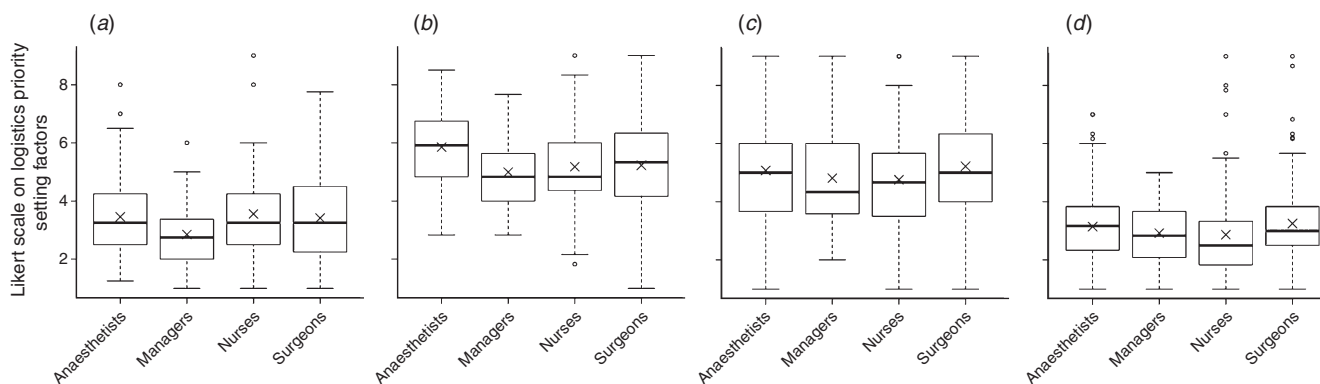 (a)
(b)
(c)
(d)
Likert scale on logistics priority
setting factors
8
6
4
2
Anaesthetists
Managers
Nurses
Surgeons
Anaesthetists
Managers
Nurses
Surgeons
Anaesthetists
Managers
Nurses
Surgeons
Anaesthetists
Managers
Nurses
Surgeons